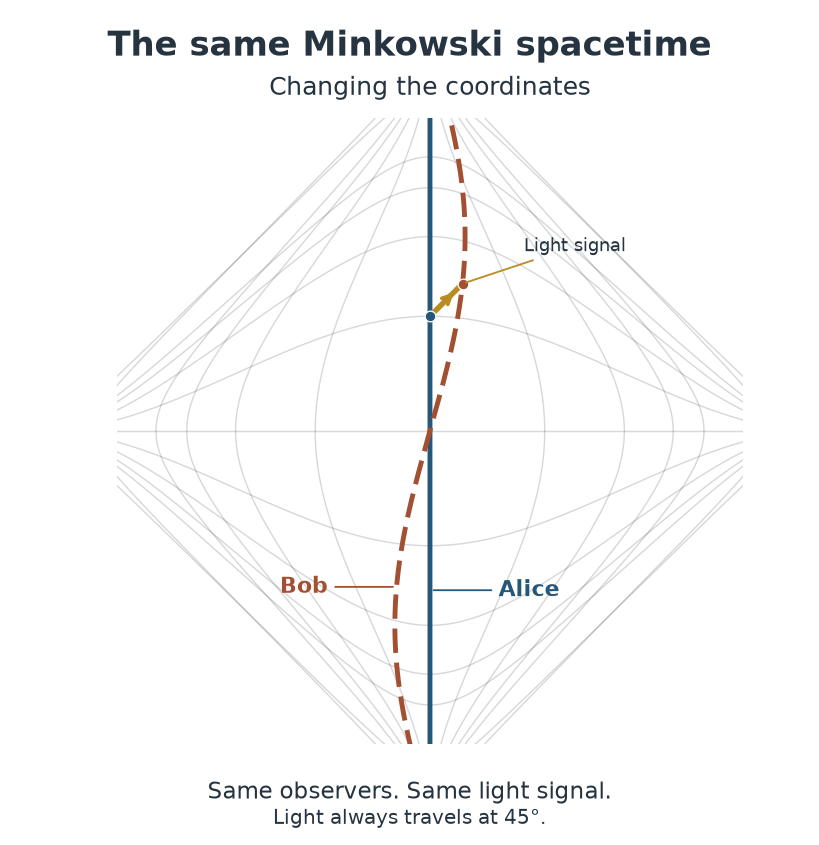 The same Minkowski spacetime
Changing the coordinates
Light signal
Bob
Alice
Same observers. Same light signal.
Light always travels at 45°.